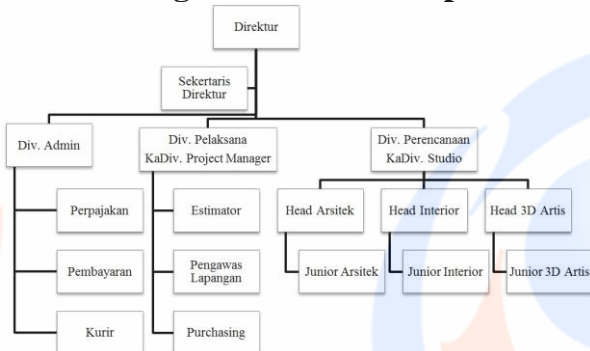 Direktur
Sekertaris
Direktur
Div. Admin
Div. Pelaksana
KaDiv. Project Manager
Div. Perencanaan
KaDiv. Studio
Perpajakan
Estimator
Head Arsitek
Head Interior
Head 3D Artis
Pembayaran
Pengawas
Lapangan
Junior Arsitek
Junior Interior
Junior 3D Artis
Kurir
Purchasing